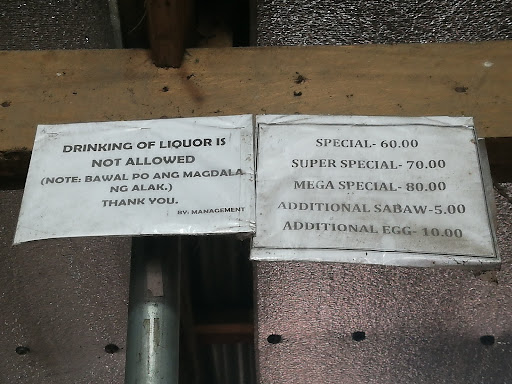 DRINKING OF LIQUOR IS
NOT ALLOWED
(NOTE: BAWAL PO ANG MAGDALA
NG ALAK.)
THANK YOU.
BY: MANAGEMENT
SPECIAL- 60.00
SUPER SPECIAL- 70.00
MEGA SPECIAL- 80.00
ADDITIONAL SABAW-5.00
ADDITIONAL EGG- 10.00